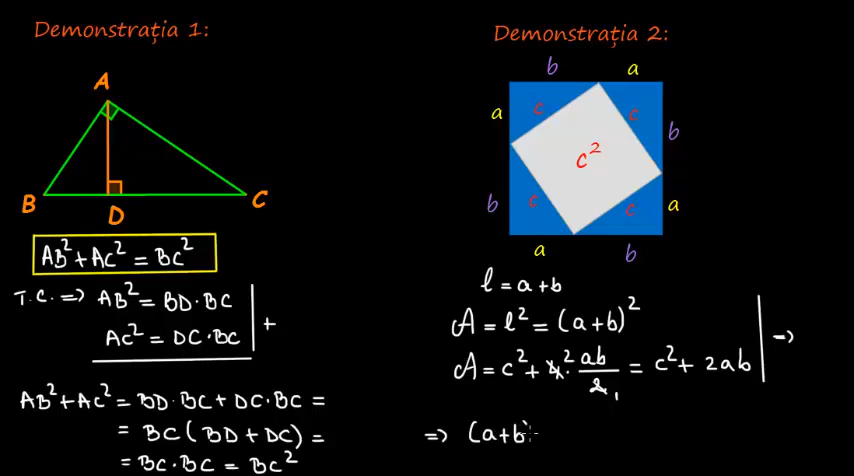 Demonstrația 1:
A
B
D
C
AB²+AC² = BC²
T.C. => AB² = BD·BC
AC² = DC·BC
+
AB²+AC² = BD·BC + DC·BC =
= BC(BD + DC) =
= BC·BC = BC²
Demonstrația 2:
b a
a c c b
c²
b c c a
a b
l = a+b
A = l² = (a+b)²
A = c² + 4·ab/2 = c² + 2ab
=>
=> (a+b